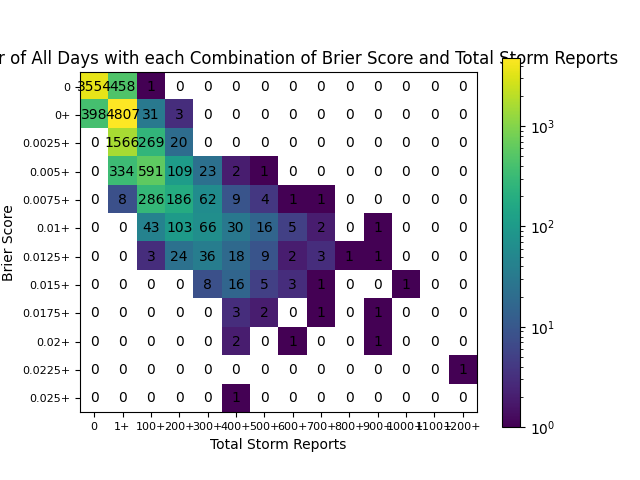 r of All Days with each Combination of Brier Score and Total Storm Reports
0 3554 458 1 0 0 0 0 0 0 0 0 0 0 0
0+ 398 4807 31 3 0 0 0 0 0 0 0 0 0 0
0.0025+ 0 1566 269 20 0 0 0 0 0 0 0 0 0 0
0.005+ 0 334 591 109 23 2 1 0 0 0 0 0 0 0
0.0075+ 0 8 286 186 62 9 4 1 1 0 0 0 0 0
0.01+ 0 0 43 103 66 30 16 5 2 0 1 0 0 0
0.0125+ 0 0 3 24 36 18 9 2 3 1 1 0 0 0
0.015+ 0 0 0 0 8 16 5 3 1 0 0 1 0 0
0.0175+ 0 0 0 0 0 3 2 0 1 0 1 0 0 0
0.02+ 0 0 0 0 0 2 0 1 0 0 1 0 0 0
0.0225+ 0 0 0 0 0 0 0 0 0 0 0 0 0 1
0.025+ 0 0 0 0 0 1 0 0 0 0 0 0 0 0
0 1+ 100+ 200+ 300+ 400+ 500+ 600+ 700+ 800+ 900+ 1000+ 1100+ 1200+
Total Storm Reports
Brier Score
10³
10²
10¹
10⁰